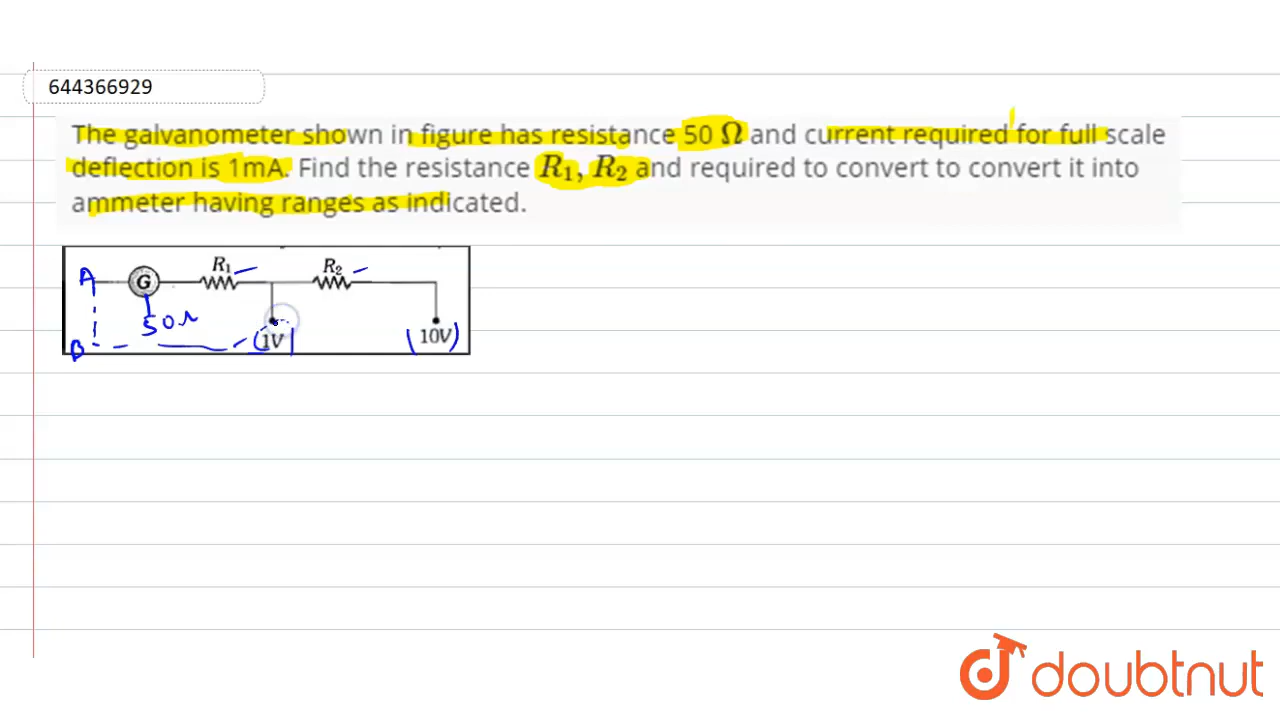 644366929
The galvanometer shown in figure has resistance 50 Ω and current required for full scale
deflection is 1mA. Find the resistance R₁, R₂ and required to convert to convert it into
ammeter having ranges as indicated.
A G R₁ R₂
50Ω
B 1V 10V
doubtnut